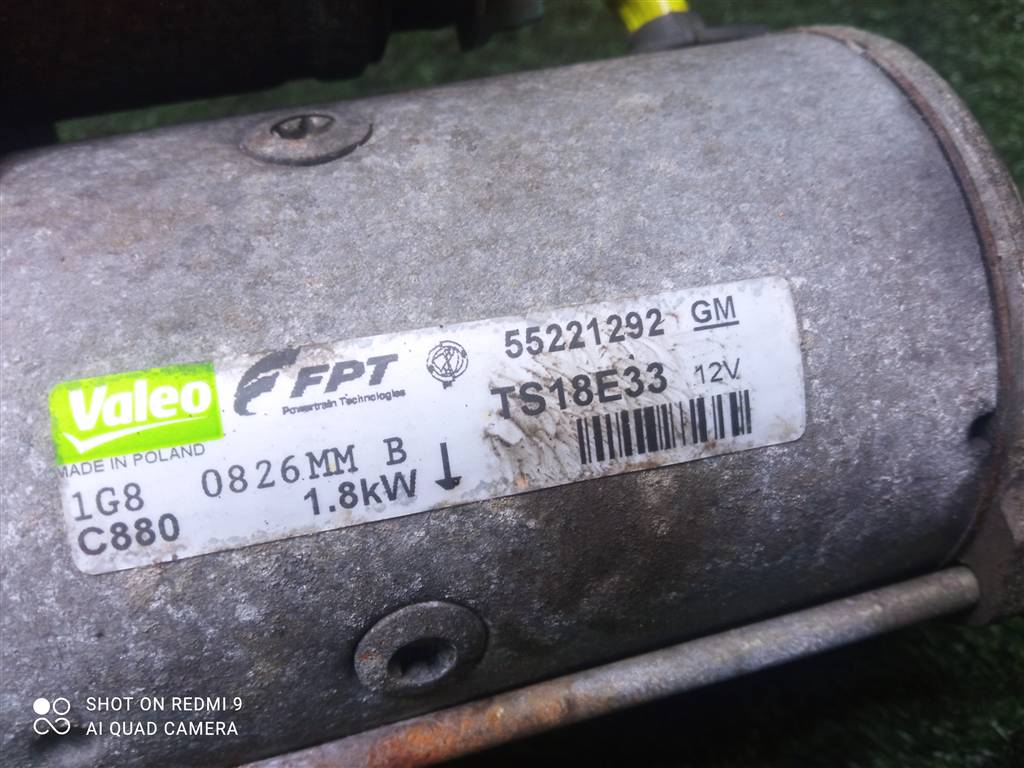 Valeo
MADE IN POLAND
FPT
Powertrain Technologies
55221292 GM
TS18E33 12V
1G8 0826MM B
C880 1.8kW
SHOT ON REDMI 9
AI QUAD CAMERA